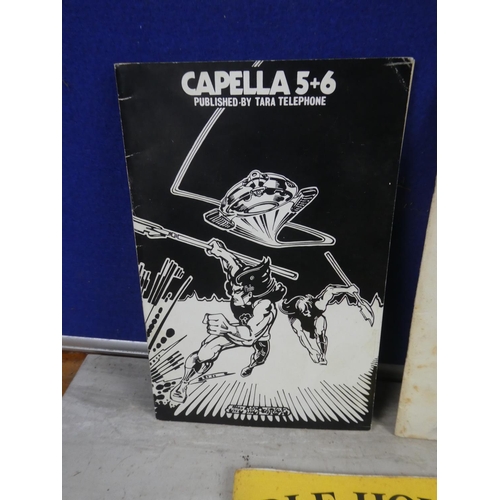 CAPELLA 5+6
PUBLISHED-BY TARA TELEPHONE